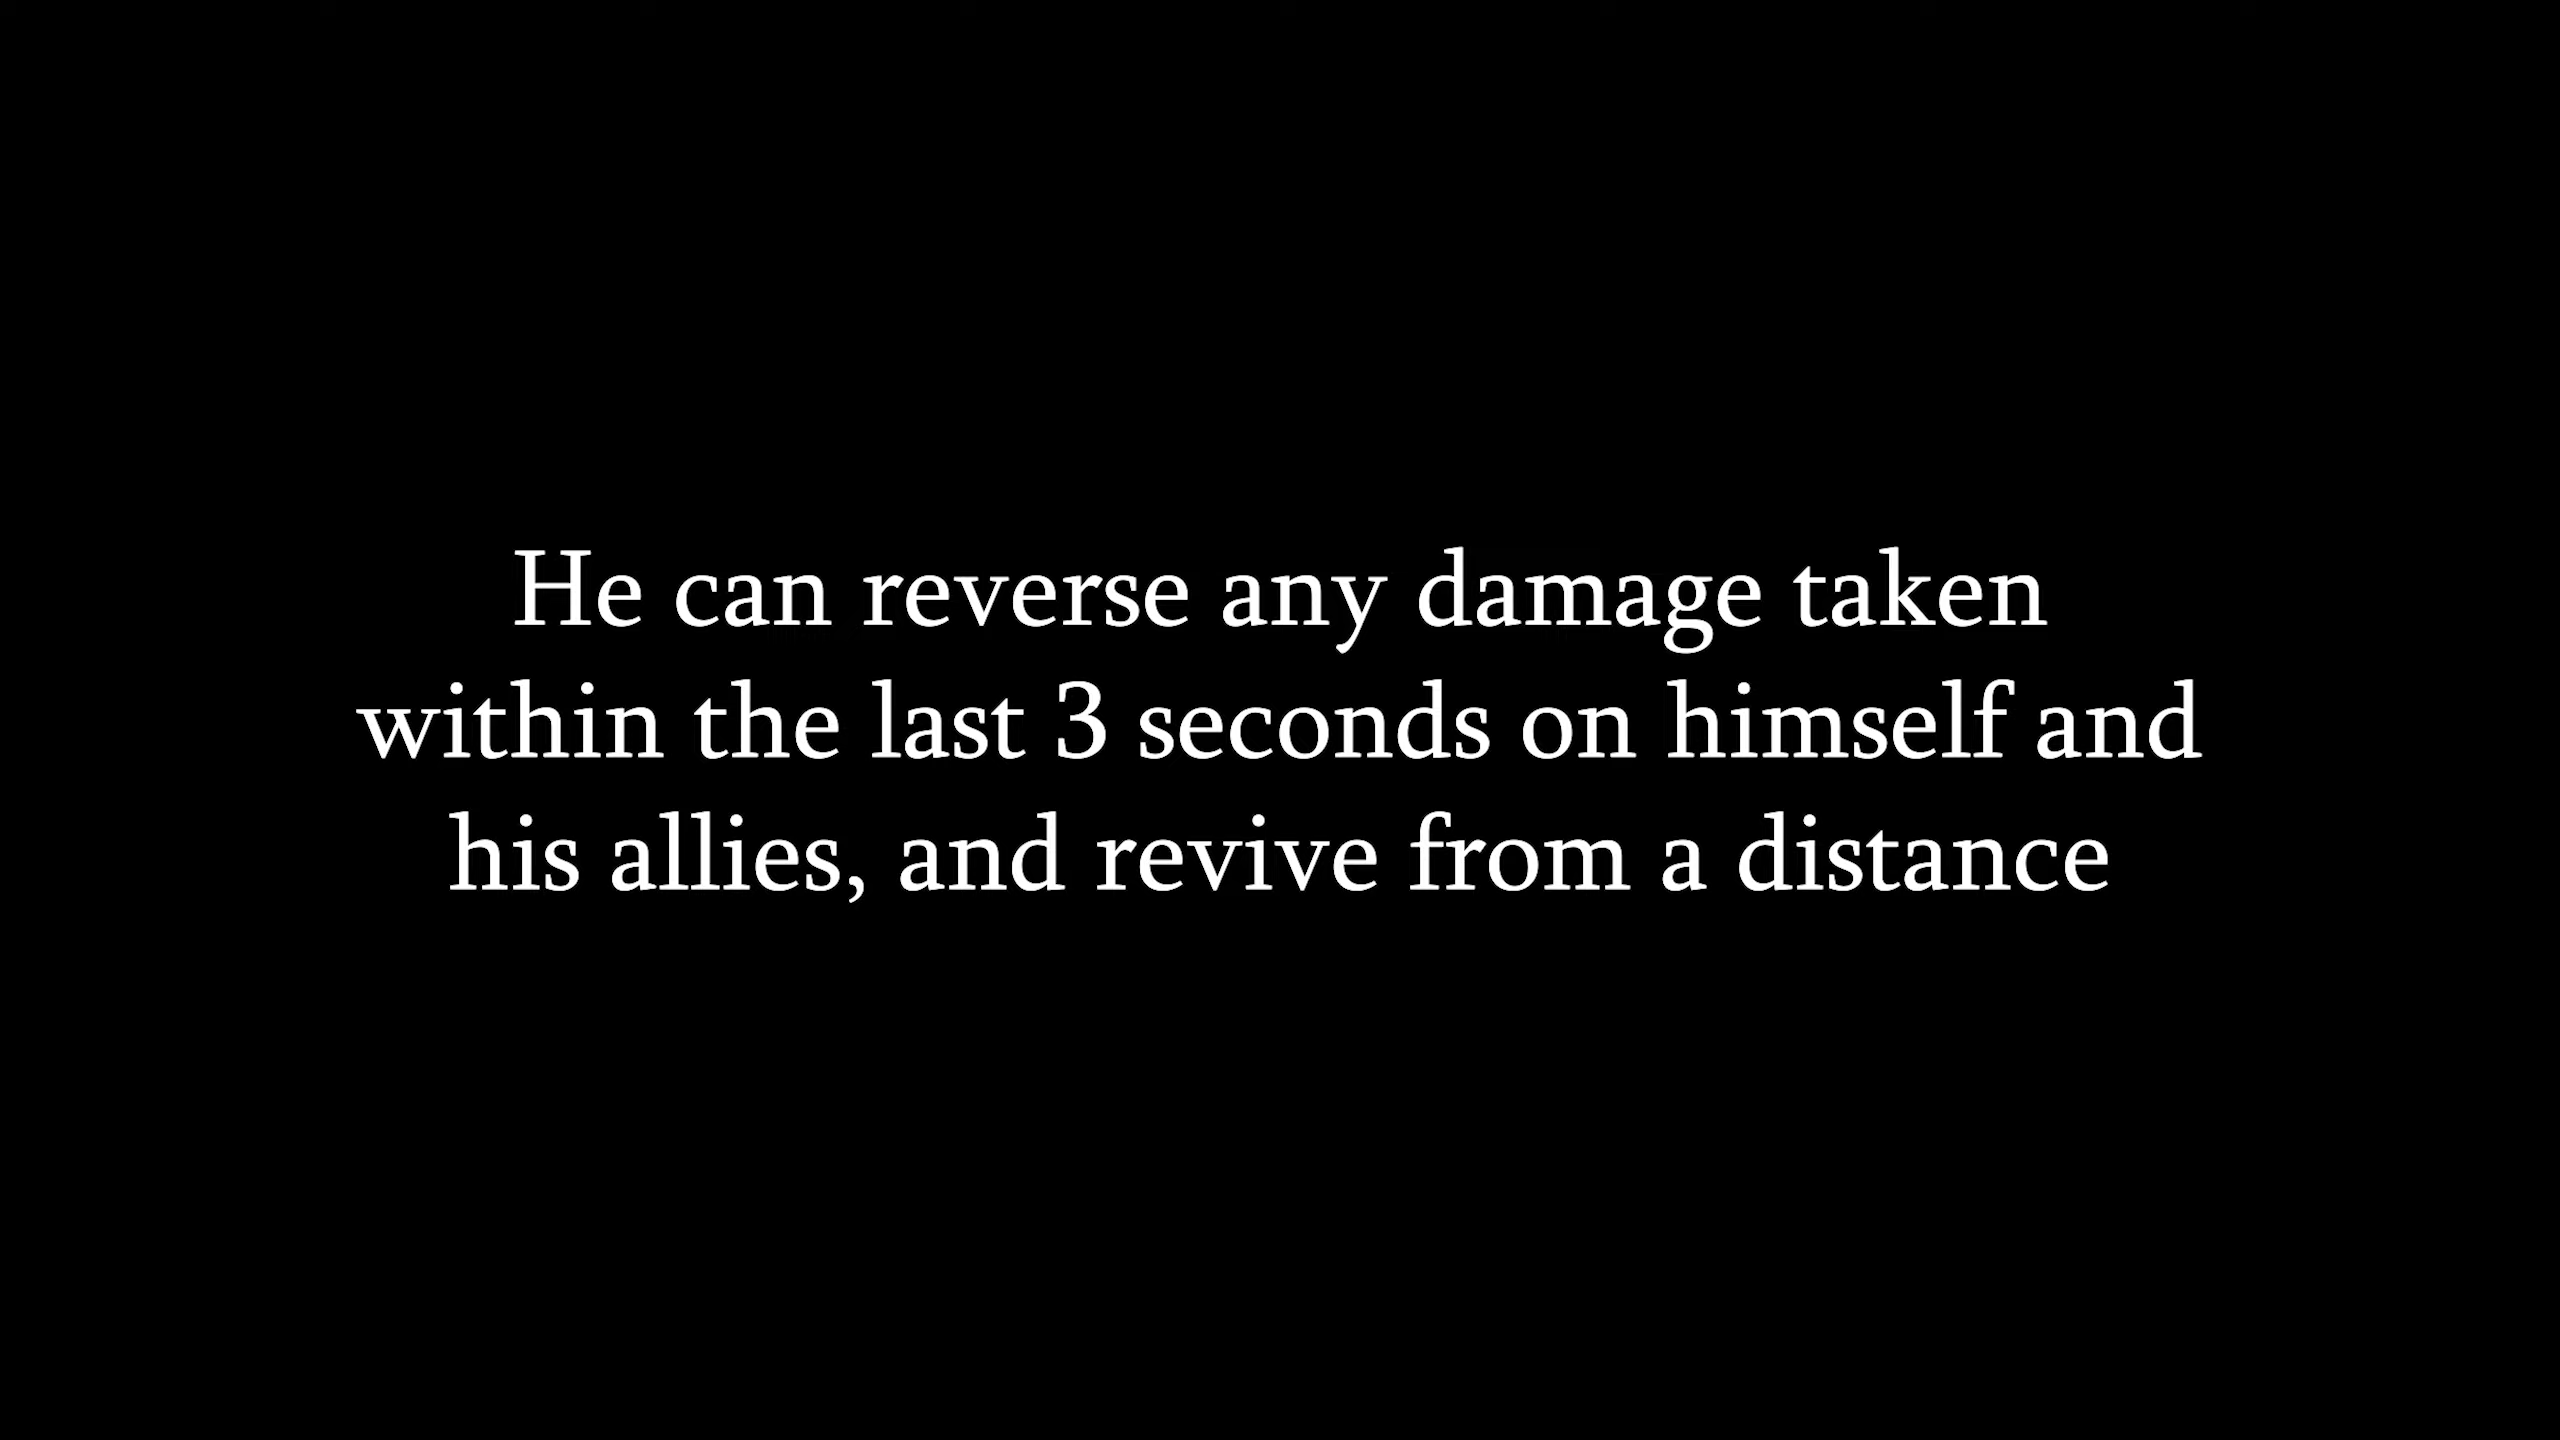 He can reverse any damage taken
within the last 3 seconds on himself and
his allies, and revive from a distance